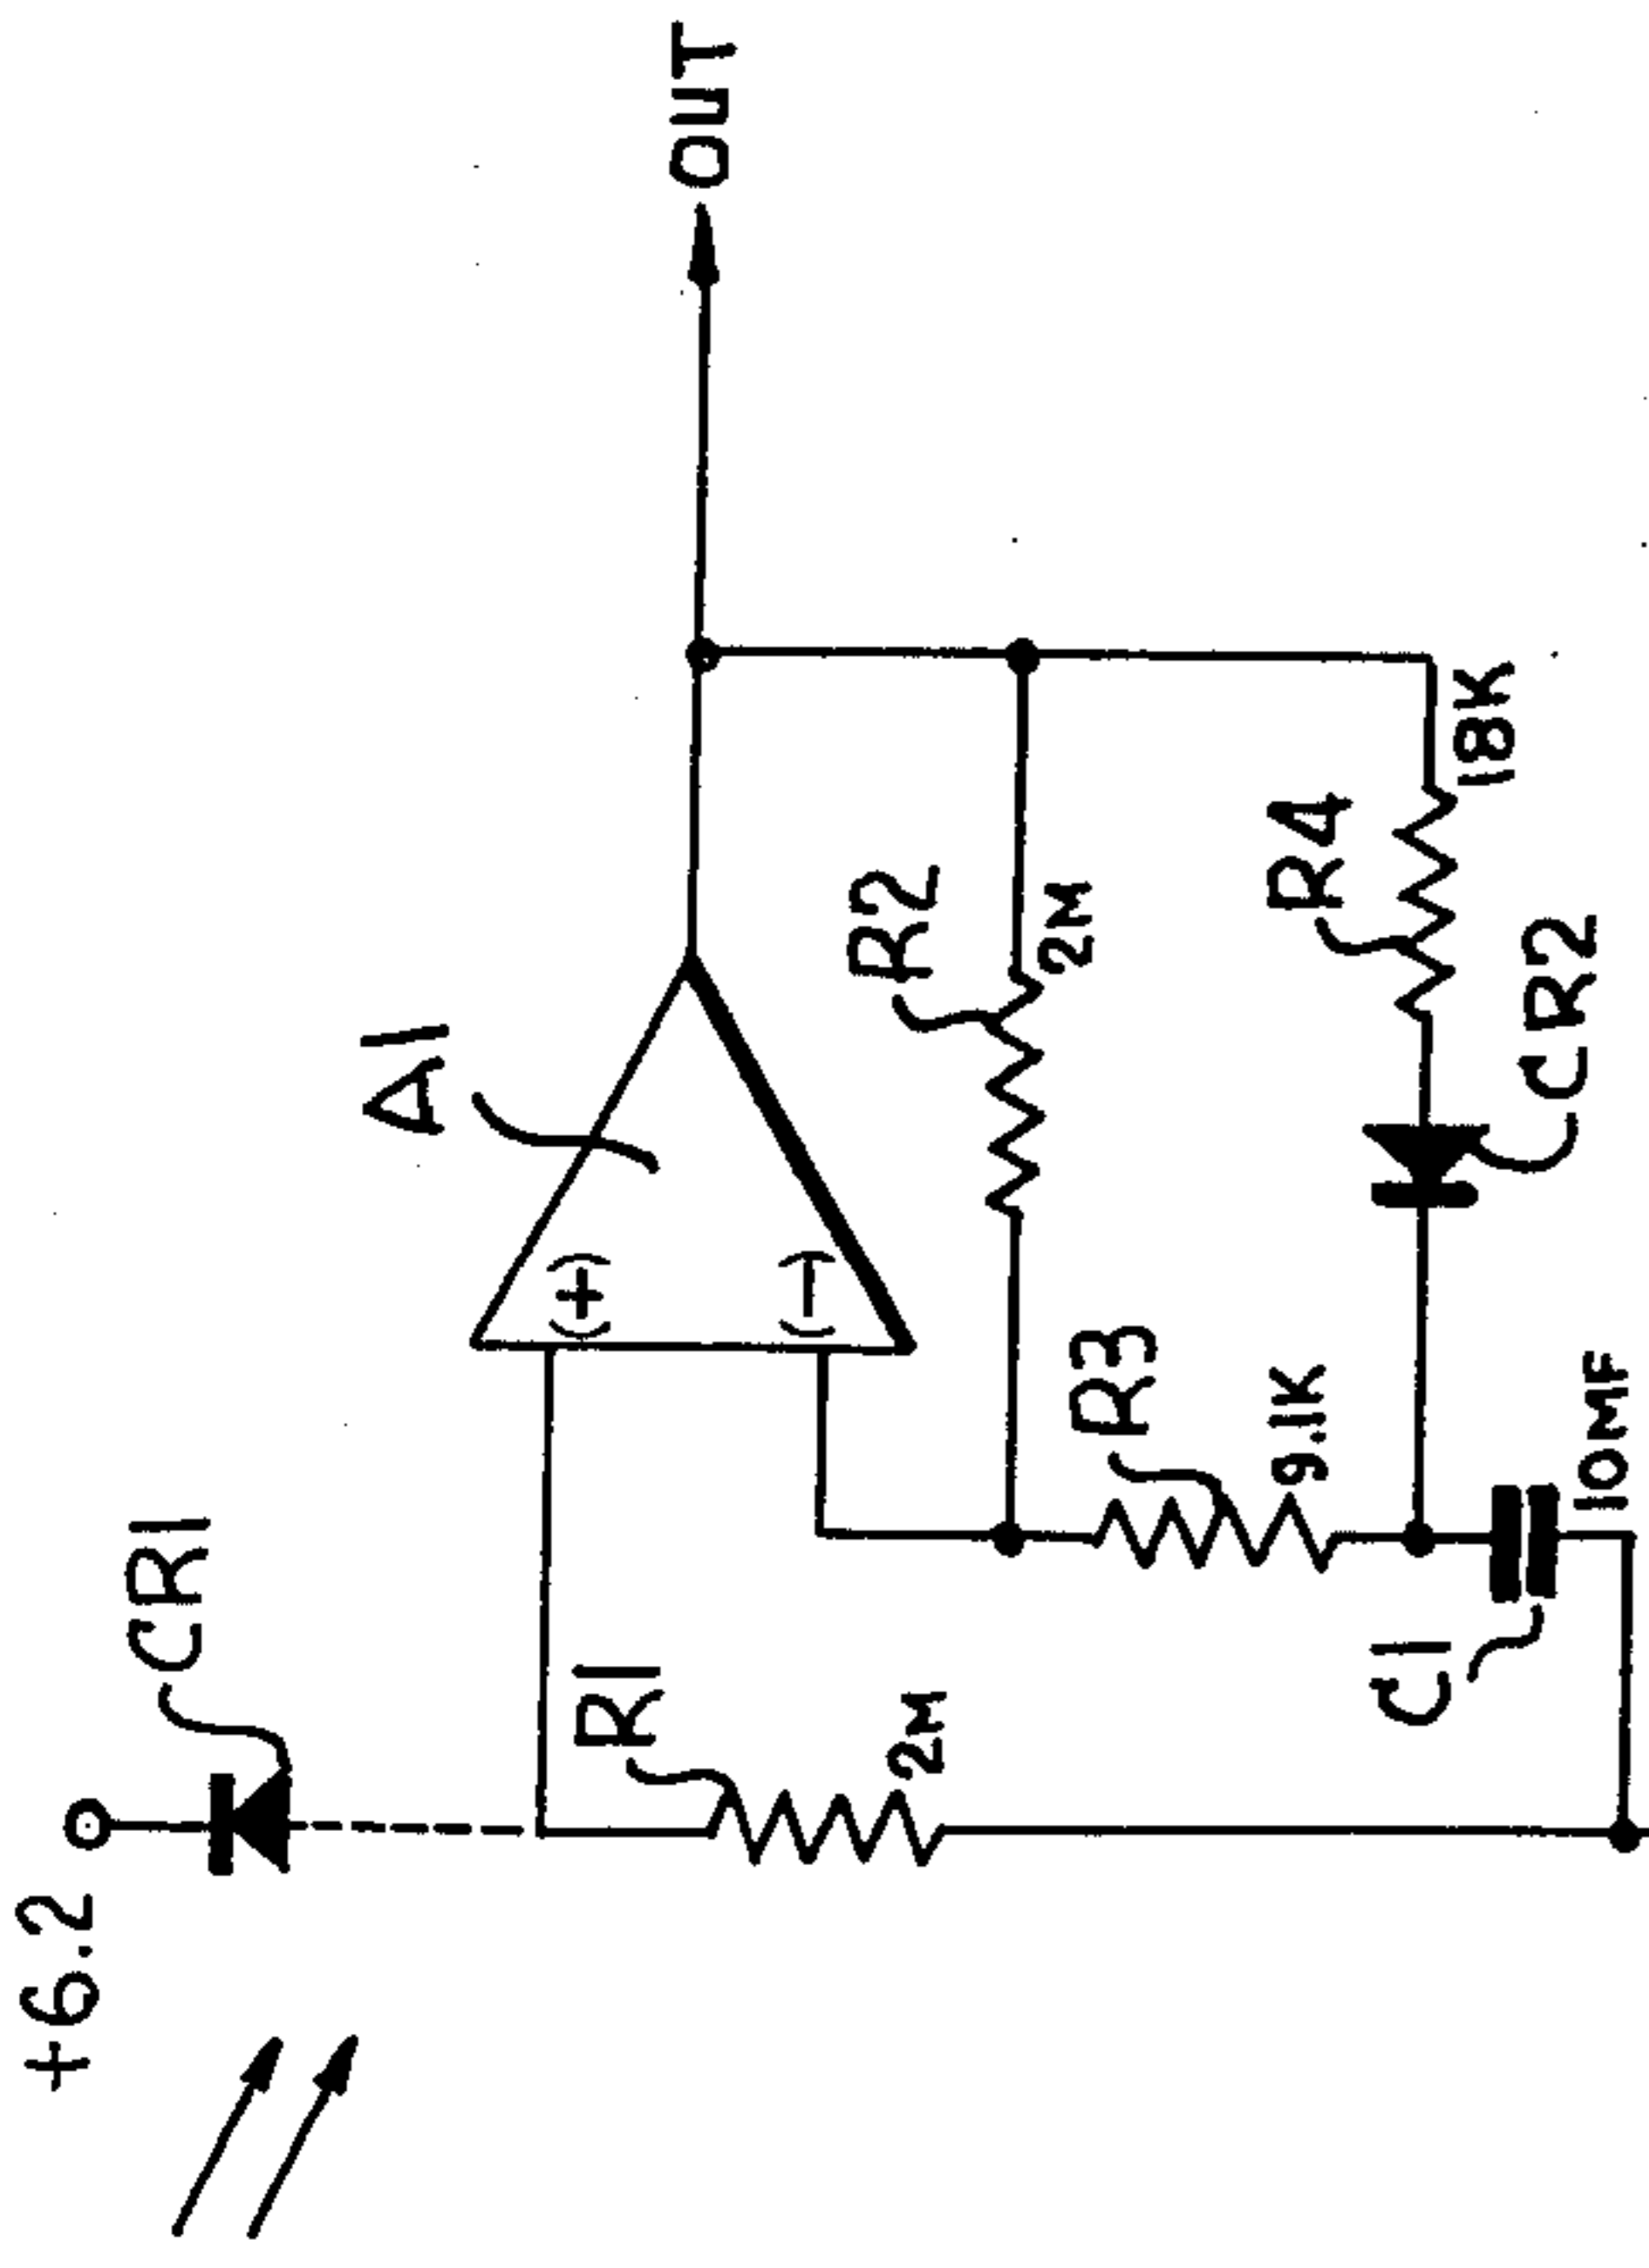 +6.2
CR1
A1
OUT
(+)
(-)
R1
2M
R2
2M
R3
9.1K
R4
18K
CR2
C1
10MF